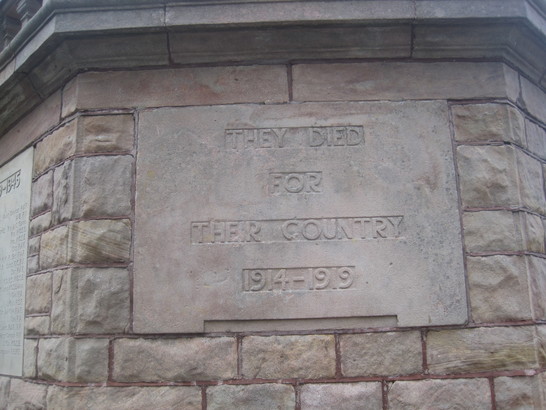 THEY DIED
FOR
THEIR COUNTRY
1914-1919